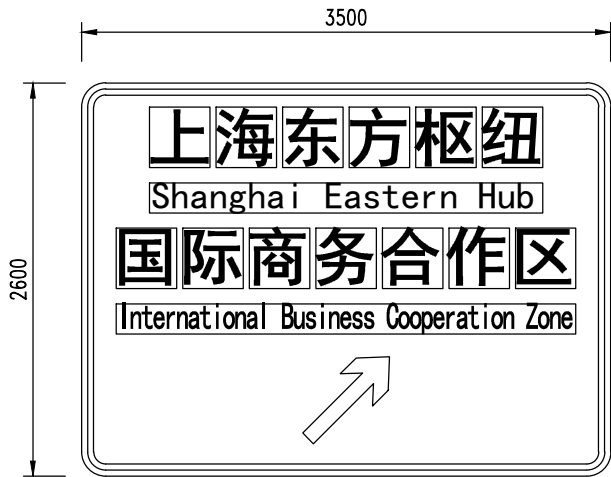 3500
上海东方枢纽
Shanghai Eastern Hub
2600
国际商务合作区
International Business Cooperation Zone